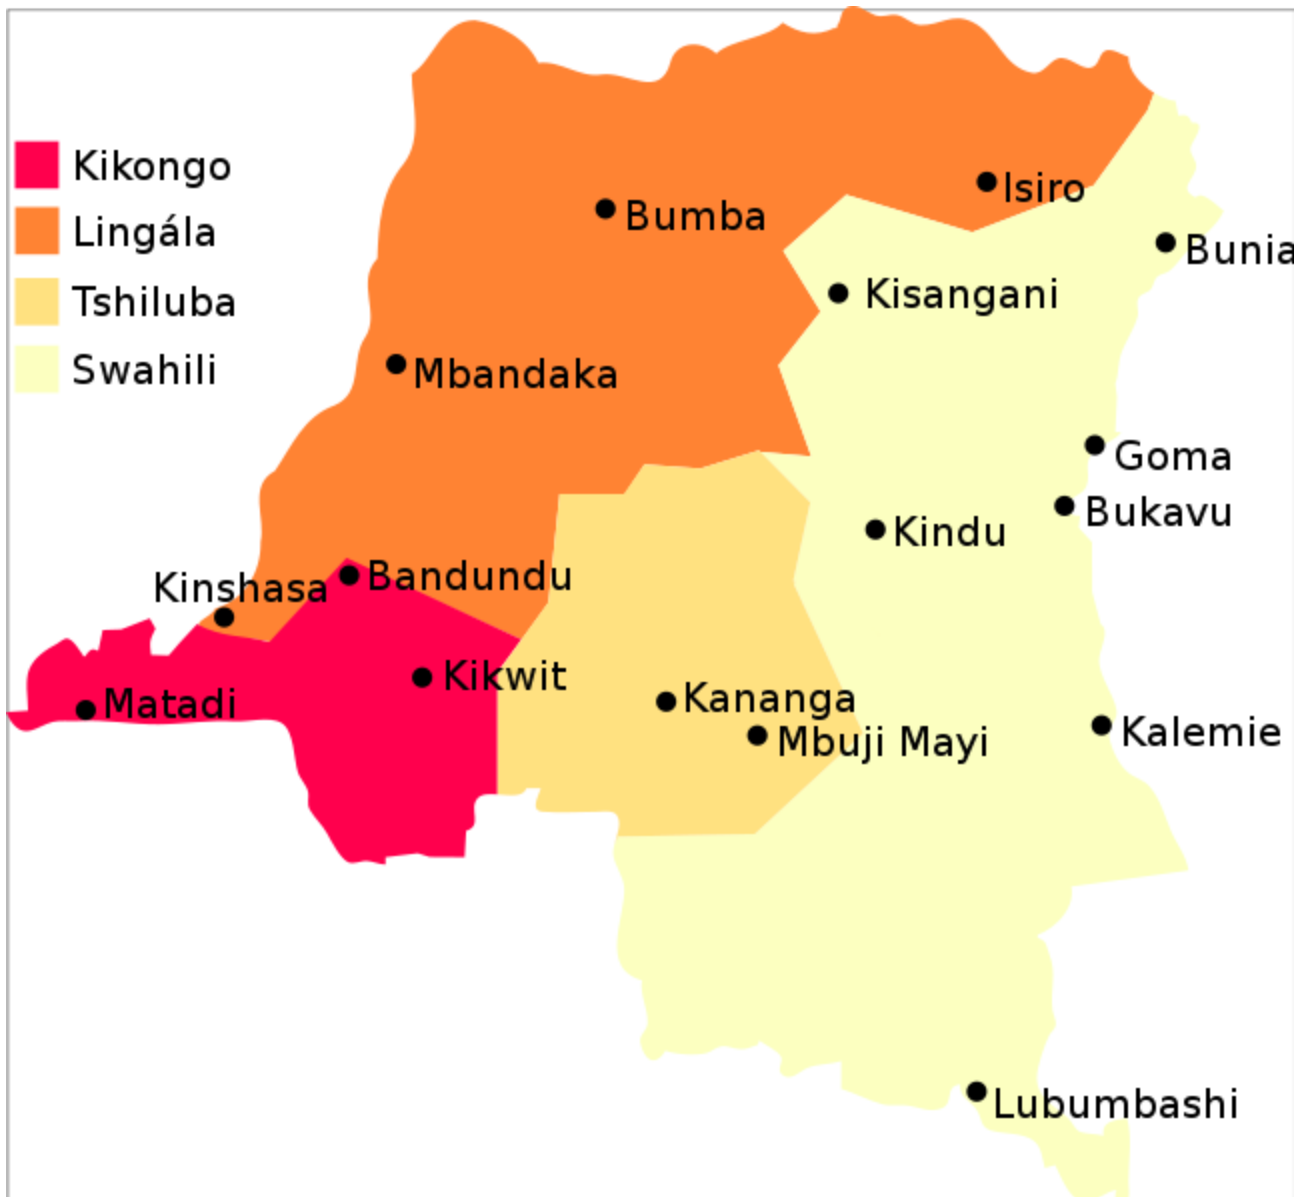 Kikongo
Lingála
Tshiluba
Swahili
Isiro
Bumba
Bunia
Kisangani
Mbandaka
Goma
Bukavu
Kindu
Bandundu
Kinshasa
Kikwit
Matadi
Kananga
Mbuji Mayi
Kalemie
Lubumbashi